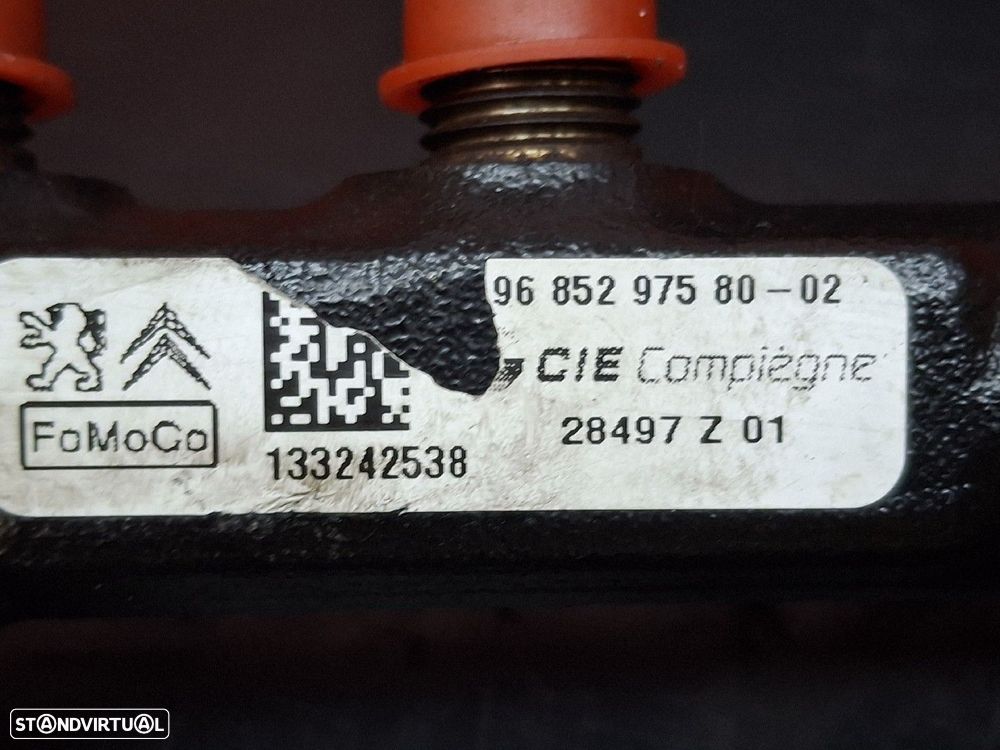 96 852 975 80-02
CIE Compiègne
FoMoCo
28497 Z 01
133242538
STANDVIRTUAL